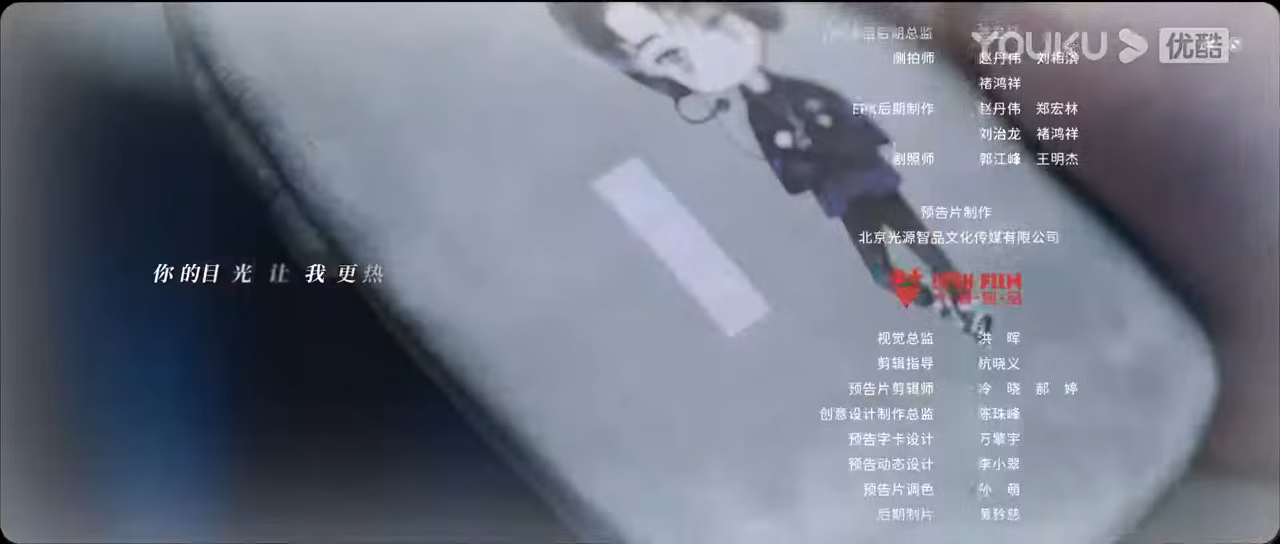 YOUKU 优酷
侧拍师 赵丹伟
褚鸿祥
EPK后期制作 赵丹伟 郑宏林
刘治龙 褚鸿祥
剧照师 郭江峰 王明杰
预告片制作
北京光源智品文化传媒有限公司
你的目光让我更热
视觉总监 洪 晖
剪辑指导 杭晓义
预告片剪辑师 冷 晓 郝 婷
创意设计制作总监 陈珠峰
预告字卡设计 万擎宇
预告动态设计 李小翠
预告片调色 孙 萌
后期制片